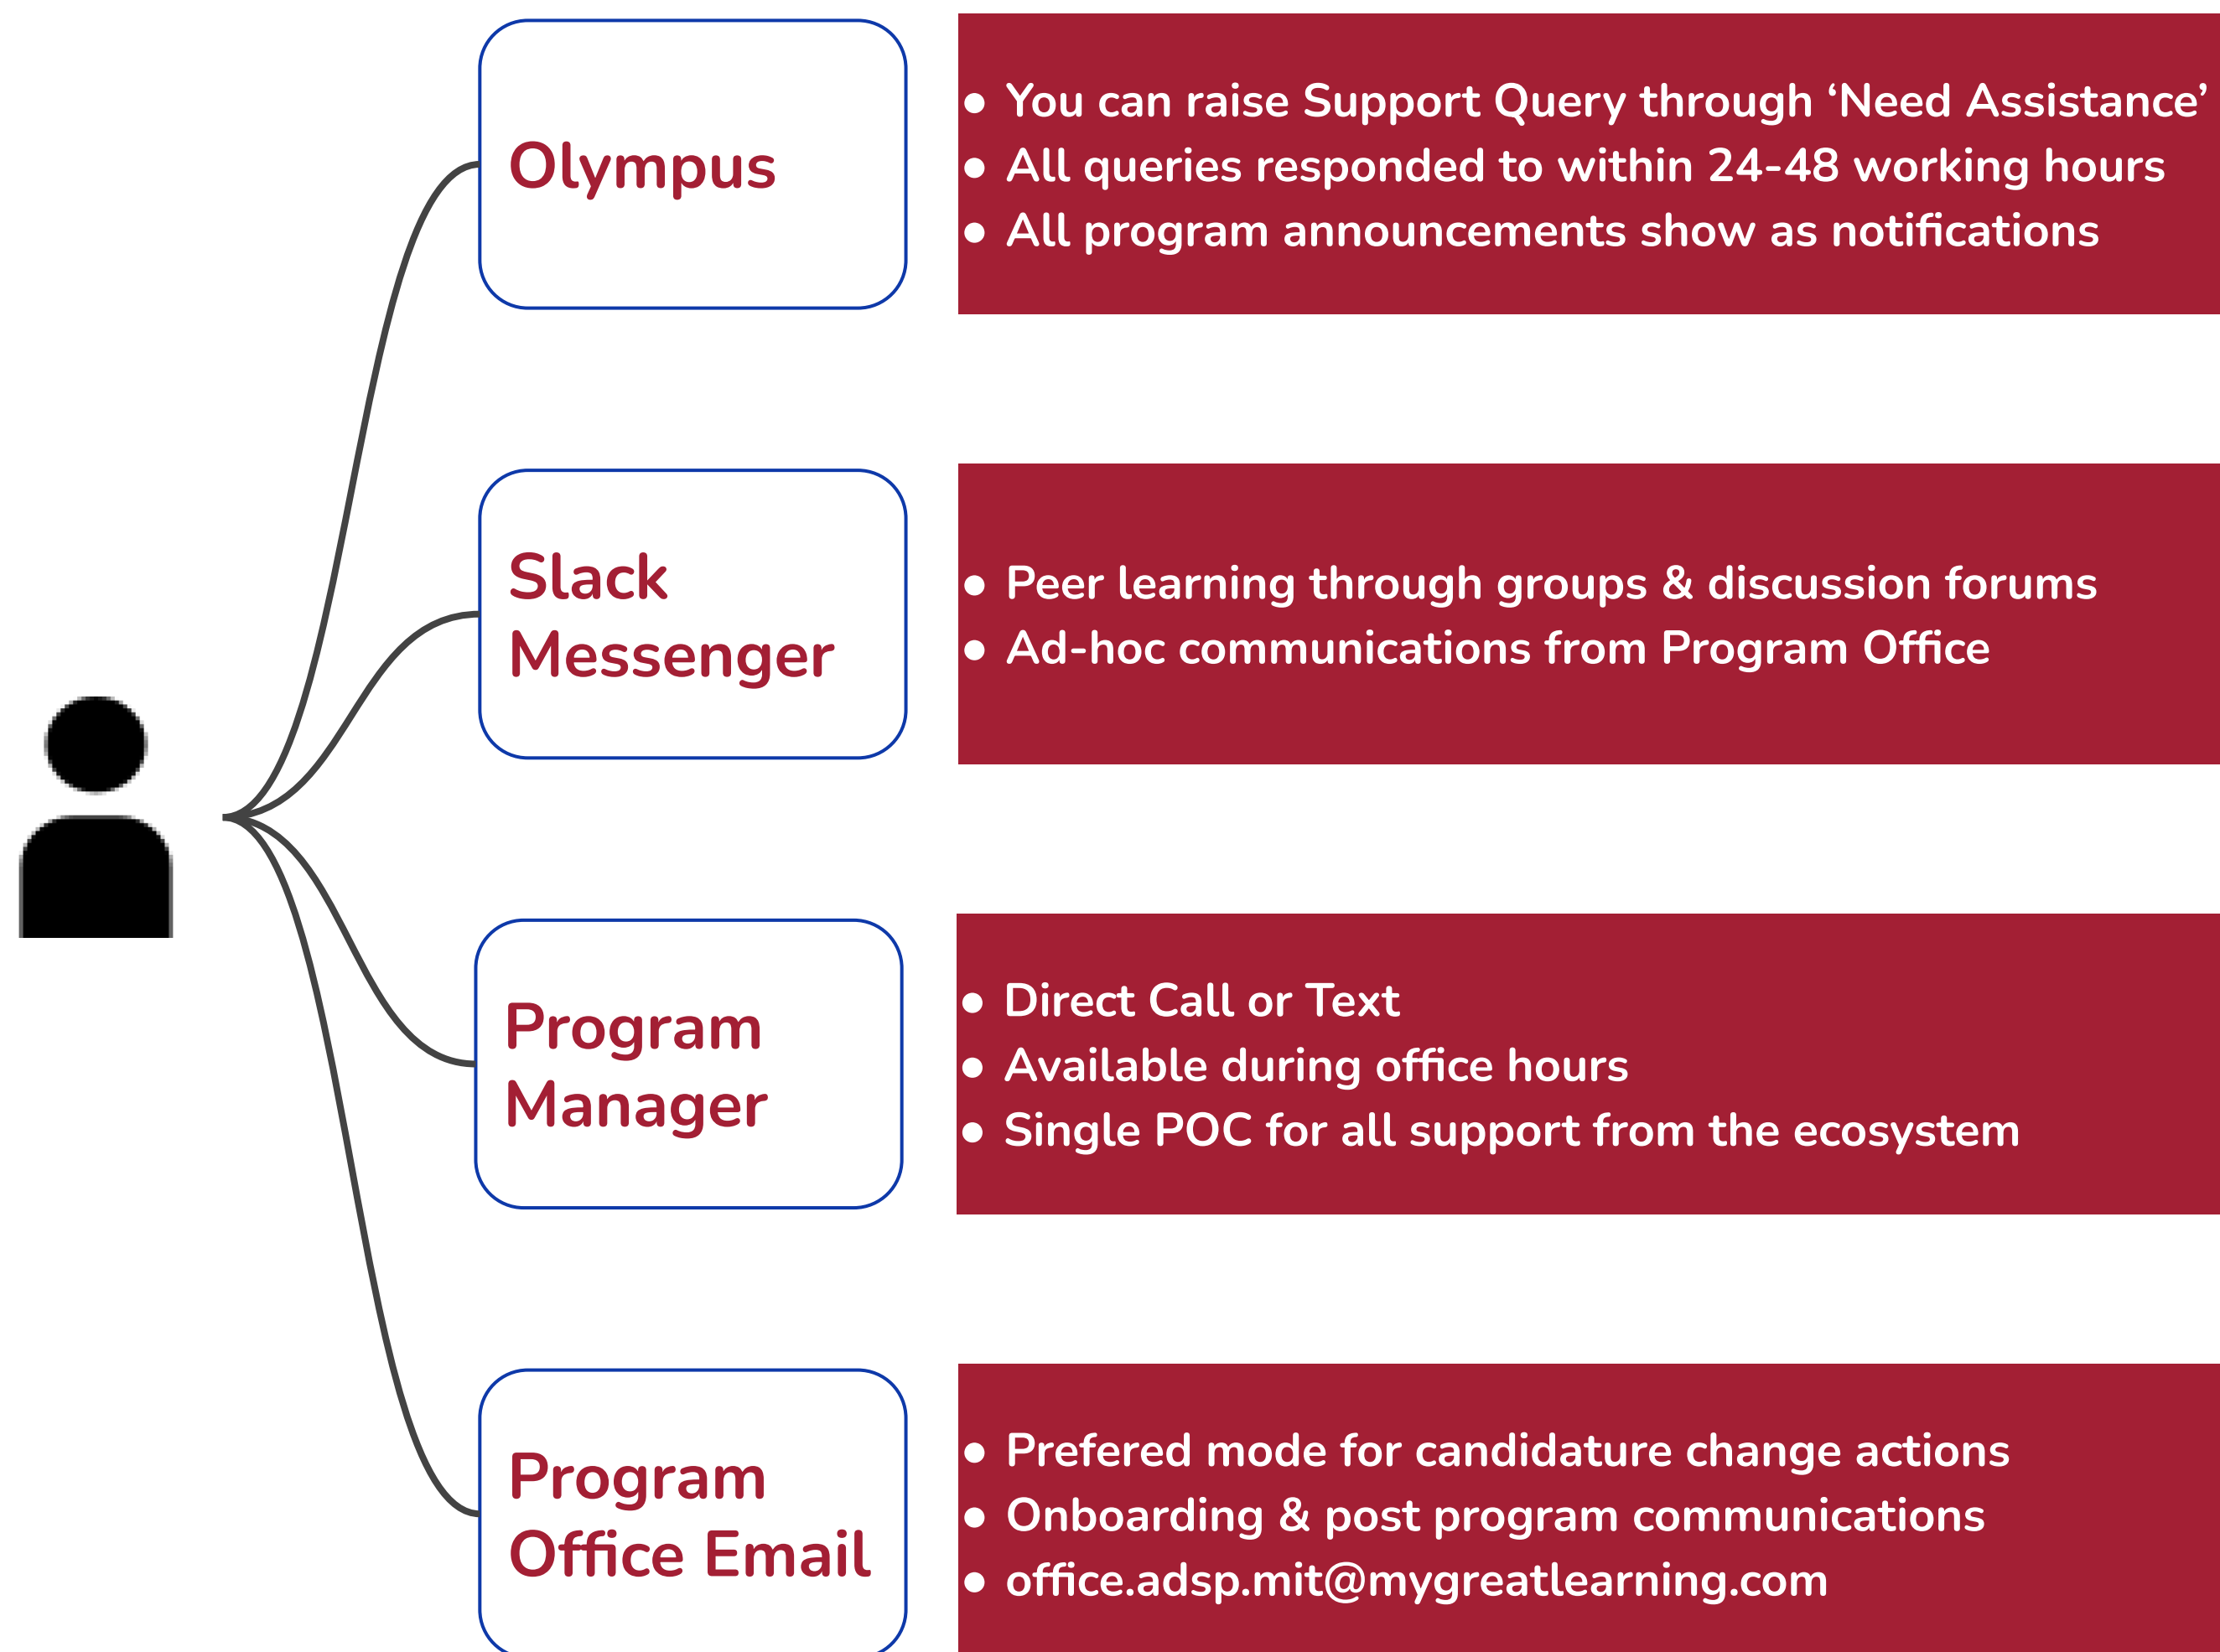 Olympus
● You can raise Support Query through ‘Need Assistance’
● All queries responded to within 24-48 working hours
● All program announcements show as notifications
Slack
Messenger
● Peer learning through groups & discussion forums
● Ad-hoc communications from Program Office
Program
Manager
● Direct Call or Text
● Available during office hours
● Single POC for all support from the ecosystem
Program
Office Email
● Prefered mode for candidature change actions
● Onboarding & post program communications
● office.adsp.mit@mygreatlearning.com